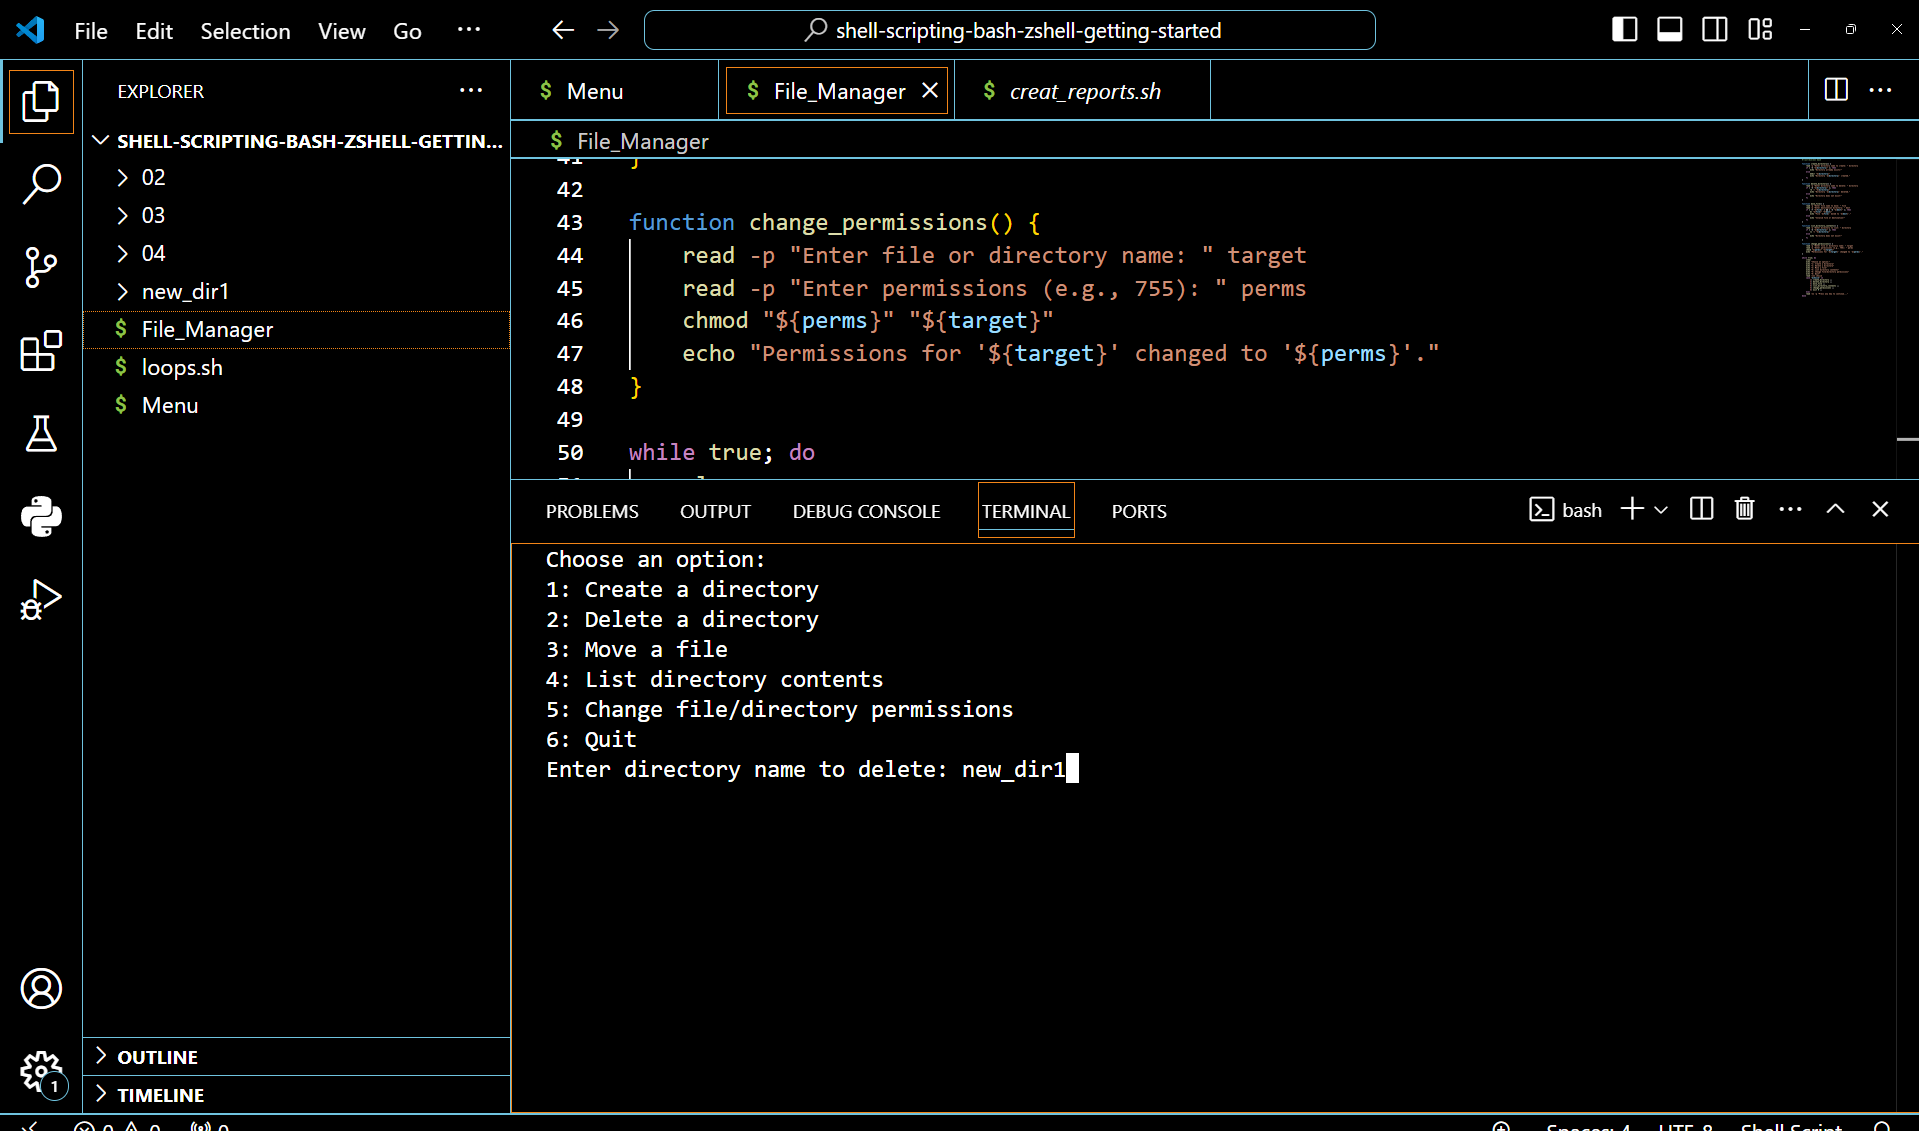 File Edit Selection View Go ··· shell-scripting-bash-zshell-getting-started
EXPLORER
SHELL-SCRIPTING-BASH-ZSHELL-GETTIN...
02
03
04
new_dir1
$ File_Manager
$ loops.sh
$ Menu
OUTLINE
TIMELINE
$ Menu $ File_Manager $ creat_reports.sh
$ File_Manager
41 }
42
43 function change_permissions() {
44 read -p "Enter file or directory name: " target
45 read -p "Enter permissions (e.g., 755): " perms
46 chmod "${perms}" "${target}"
47 echo "Permissions for '${target}' changed to '${perms}'."
48 }
49
50 while true; do
PROBLEMS OUTPUT DEBUG CONSOLE TERMINAL PORTS bash
Choose an option:
1: Create a directory
2: Delete a directory
3: Move a file
4: List directory contents
5: Change file/directory permissions
6: Quit
Enter directory name to delete: new_dir1
1
0 0 0 Spaces: 4 UTF-8 Shell Script